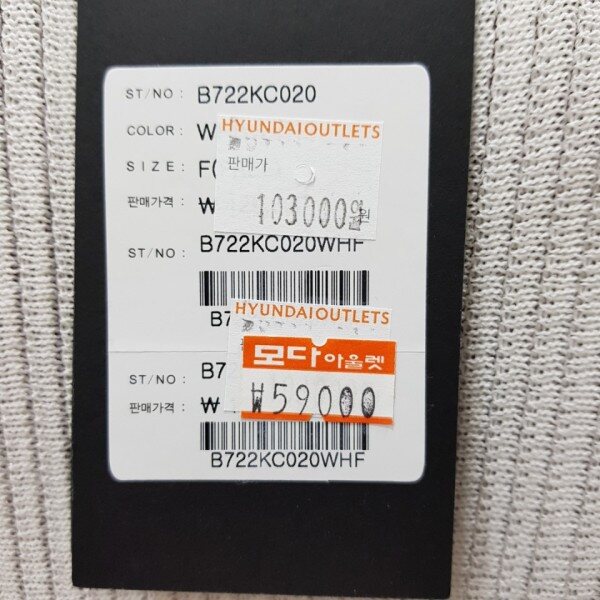 ST/NO : B722KC020
COLOR : W
HYUNDAIOUTLETS
SIZE : F
판매가
판매가격 : ₩
103000원
ST/NO : B722KC020WHF
HYUNDAIOUTLETS
B7
모다아울렛
ST/NO : B7
판매가격 : ₩
₩59000
B722KC020WHF